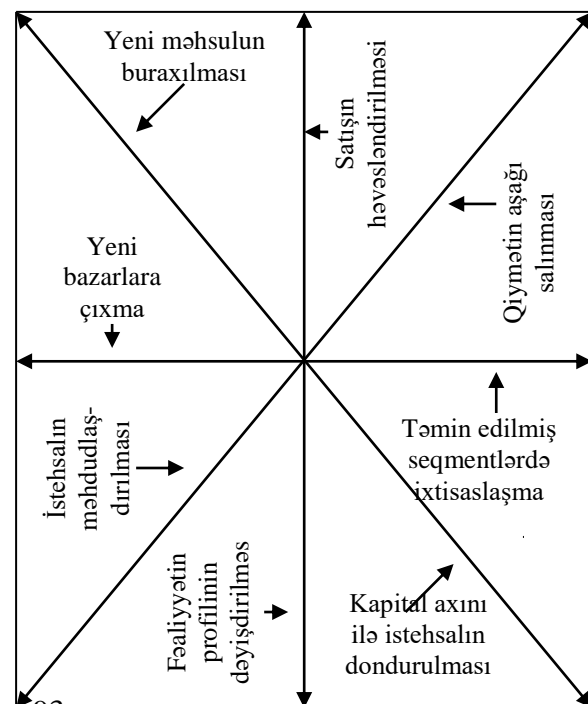 Yeni məhsulun
buraxılması
Satışın
həvəsləndirilməsi
Qiymətin aşağı
salınması
Yeni
bazarlara
çıxma
Təmin edilmiş
seqmentlərdə
ixtisaslaşma
İstehsalın
məhdudlaş-
dırılması
Fəaliyyətin
profilinin
dəyişdirilməs
Kapital axını
ilə istehsalın
dondurulması